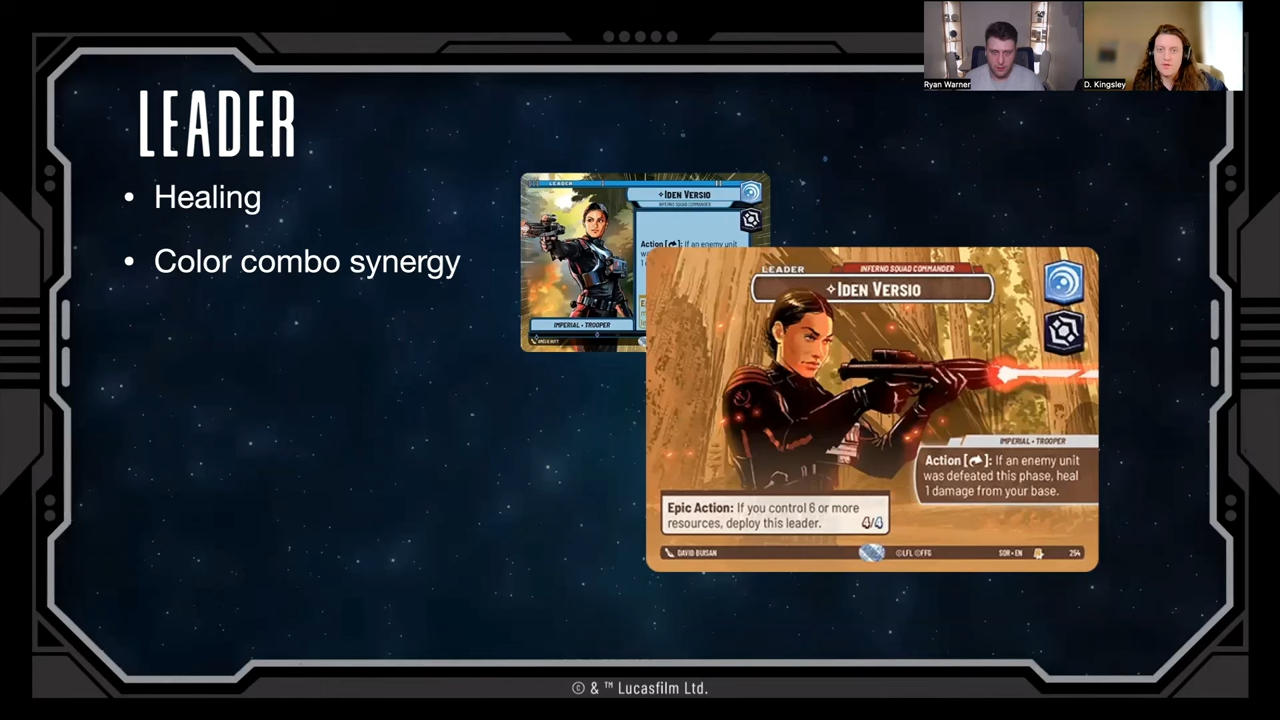 Ryan Warner
D. Kingsley
LEADER
• Healing
• Color combo synergy
LEADER
IDEN VERSIO
INFERNO SQUAD COMMANDER
Action [ ]: If an enemy unit
IMPERIAL • TROOPER
LEADER
INFERNO SQUAD COMMANDER
IDEN VERSIO
IMPERIAL • TROOPER
Action [ ]: If an enemy unit
was defeated this phase, heal
1 damage from your base.
Epic Action: If you control 6 or more
resources, deploy this leader.
4/4
DAVID BUISAN
©LFL ©FFG
SOR • EN
254
© & ™ Lucasfilm Ltd.